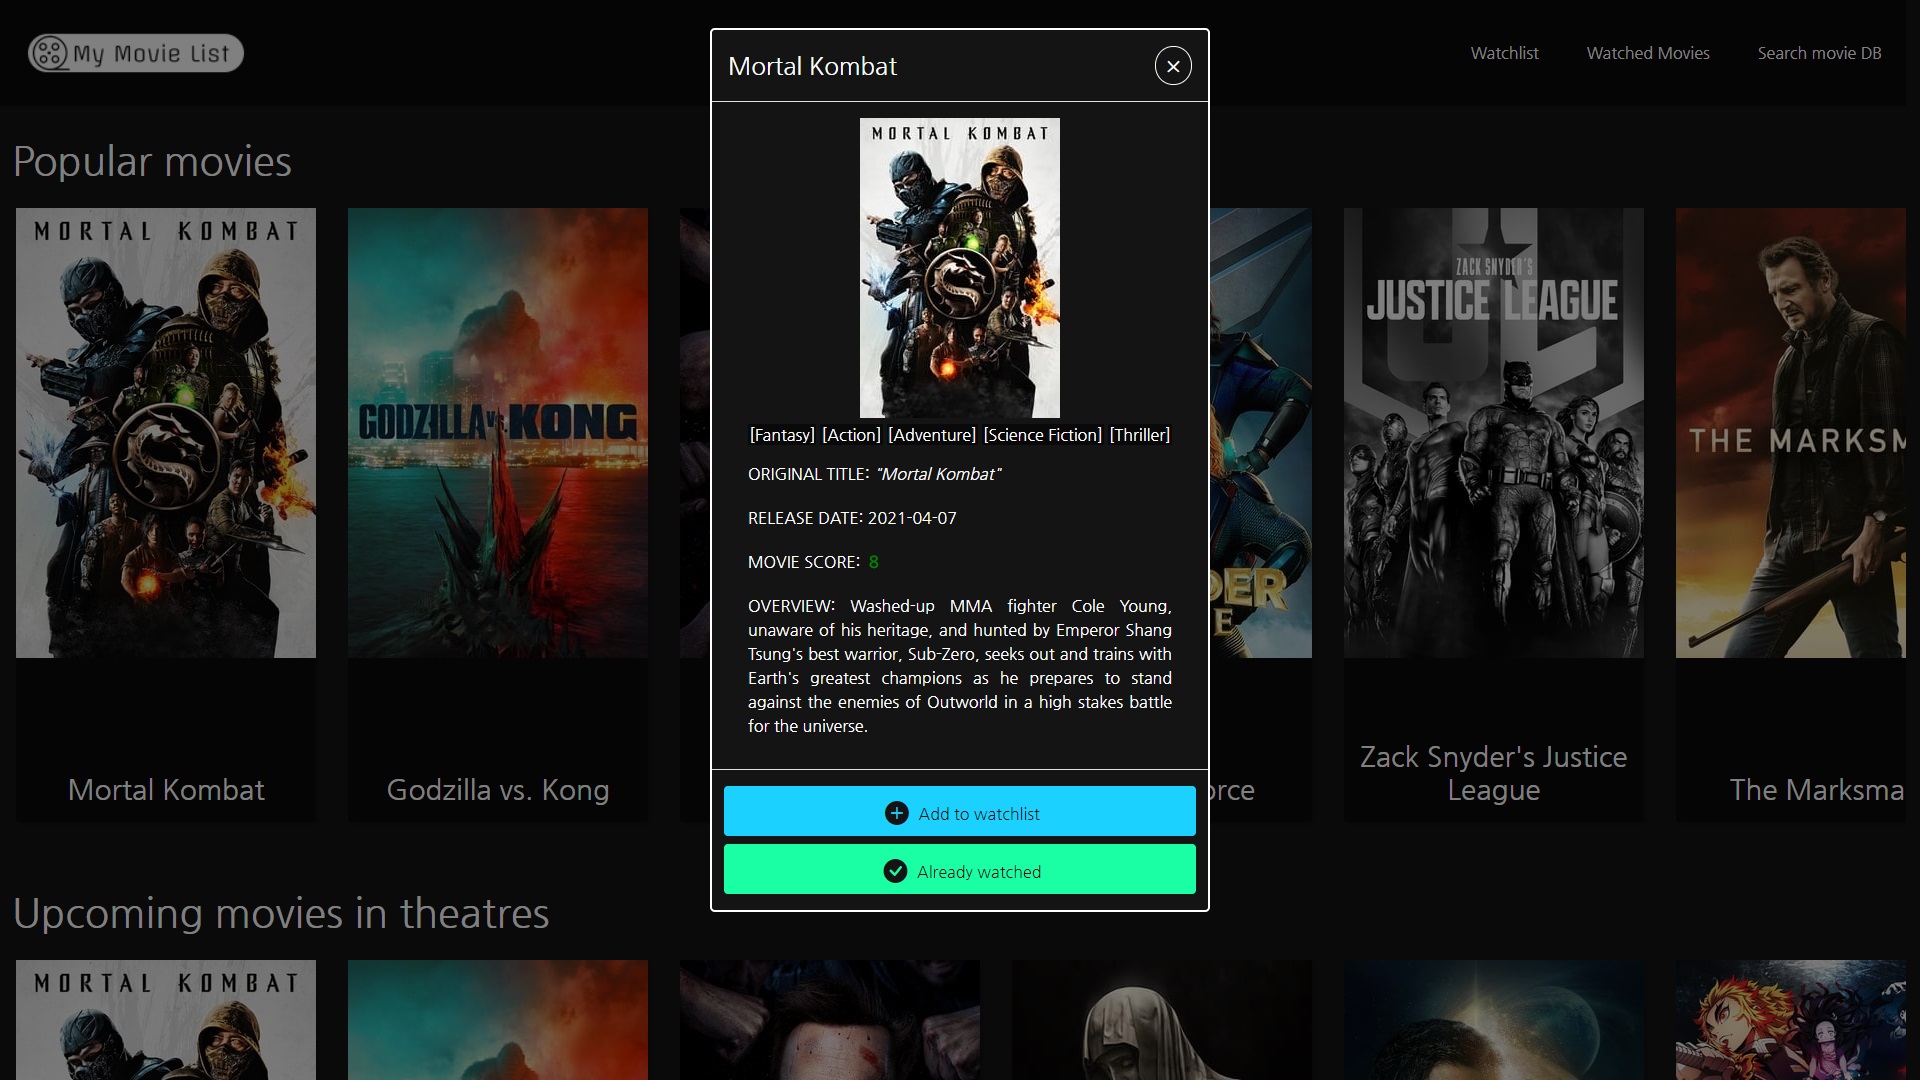 My Movie List
Watchlist
Watched Movies
Search movie DB
Popular movies
MORTAL KOMBAT
Mortal Kombat
GODZILLA vs. KONG
Godzilla vs. Kong
ZACK SNYDER'S
JUSTICE LEAGUE
Zack Snyder's Justice
League
Mortal Kombat
MORTAL KOMBAT
[Fantasy] [Action] [Adventure] [Science Fiction] [Thriller]
ORIGINAL TITLE: "Mortal Kombat"
RELEASE DATE: 2021-04-07
MOVIE SCORE: 8
OVERVIEW: Washed-up MMA fighter Cole Young,
unaware of his heritage, and hunted by Emperor Shang
Tsung's best warrior, Sub-Zero, seeks out and trains with
Earth's greatest champions as he prepares to stand
against the enemies of Outworld in a high stakes battle
for the universe.
Add to watchlist
Already watched
THE MARKSM
The Marksma
Upcoming movies in theatres
MORTAL KOMBAT